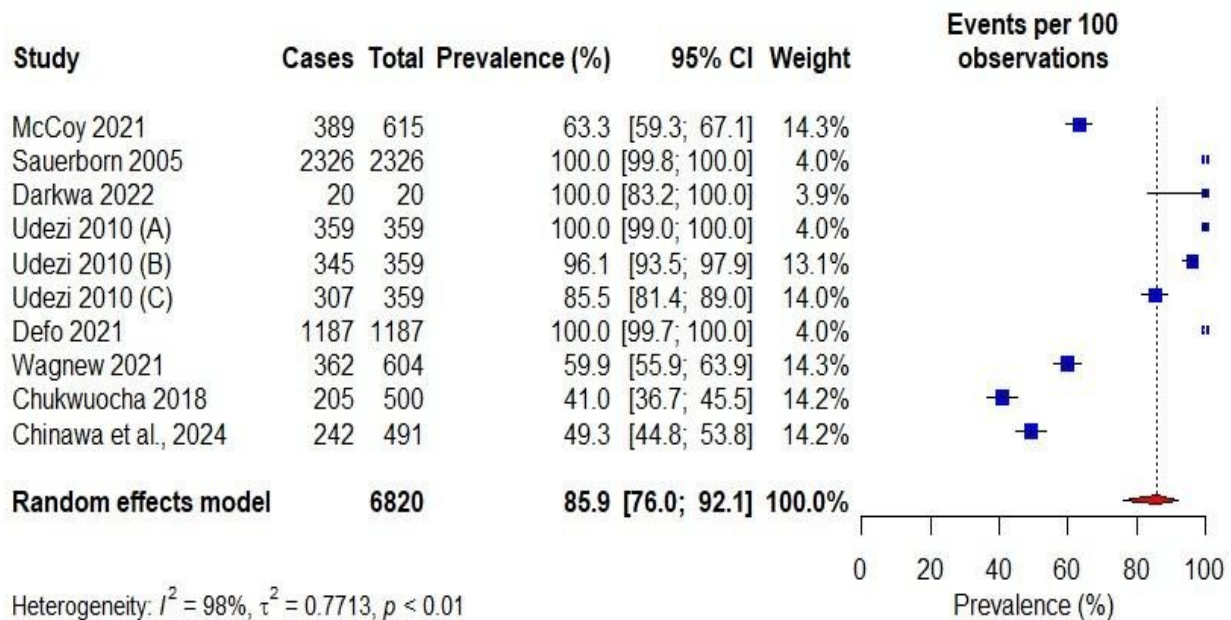 Events per 100
observations
Study Cases Total Prevalence (%) 95% CI Weight
McCoy 2021 389 615 63.3 [59.3; 67.1] 14.3%
Sauerborn 2005 2326 2326 100.0 [99.8; 100.0] 4.0%
Darkwa 2022 20 20 100.0 [83.2; 100.0] 3.9%
Udezi 2010 (A) 359 359 100.0 [99.0; 100.0] 4.0%
Udezi 2010 (B) 345 359 96.1 [93.5; 97.9] 13.1%
Udezi 2010 (C) 307 359 85.5 [81.4; 89.0] 14.0%
Defo 2021 1187 1187 100.0 [99.7; 100.0] 4.0%
Wagnew 2021 362 604 59.9 [55.9; 63.9] 14.3%
Chukwuocha 2018 205 500 41.0 [36.7; 45.5] 14.2%
Chinawa et al., 2024 242 491 49.3 [44.8; 53.8] 14.2%
Random effects model 6820 85.9 [76.0; 92.1] 100.0%
0 20 40 60 80 100
Prevalence (%)
Heterogeneity: I² = 98%, τ² = 0.7713, p < 0.01